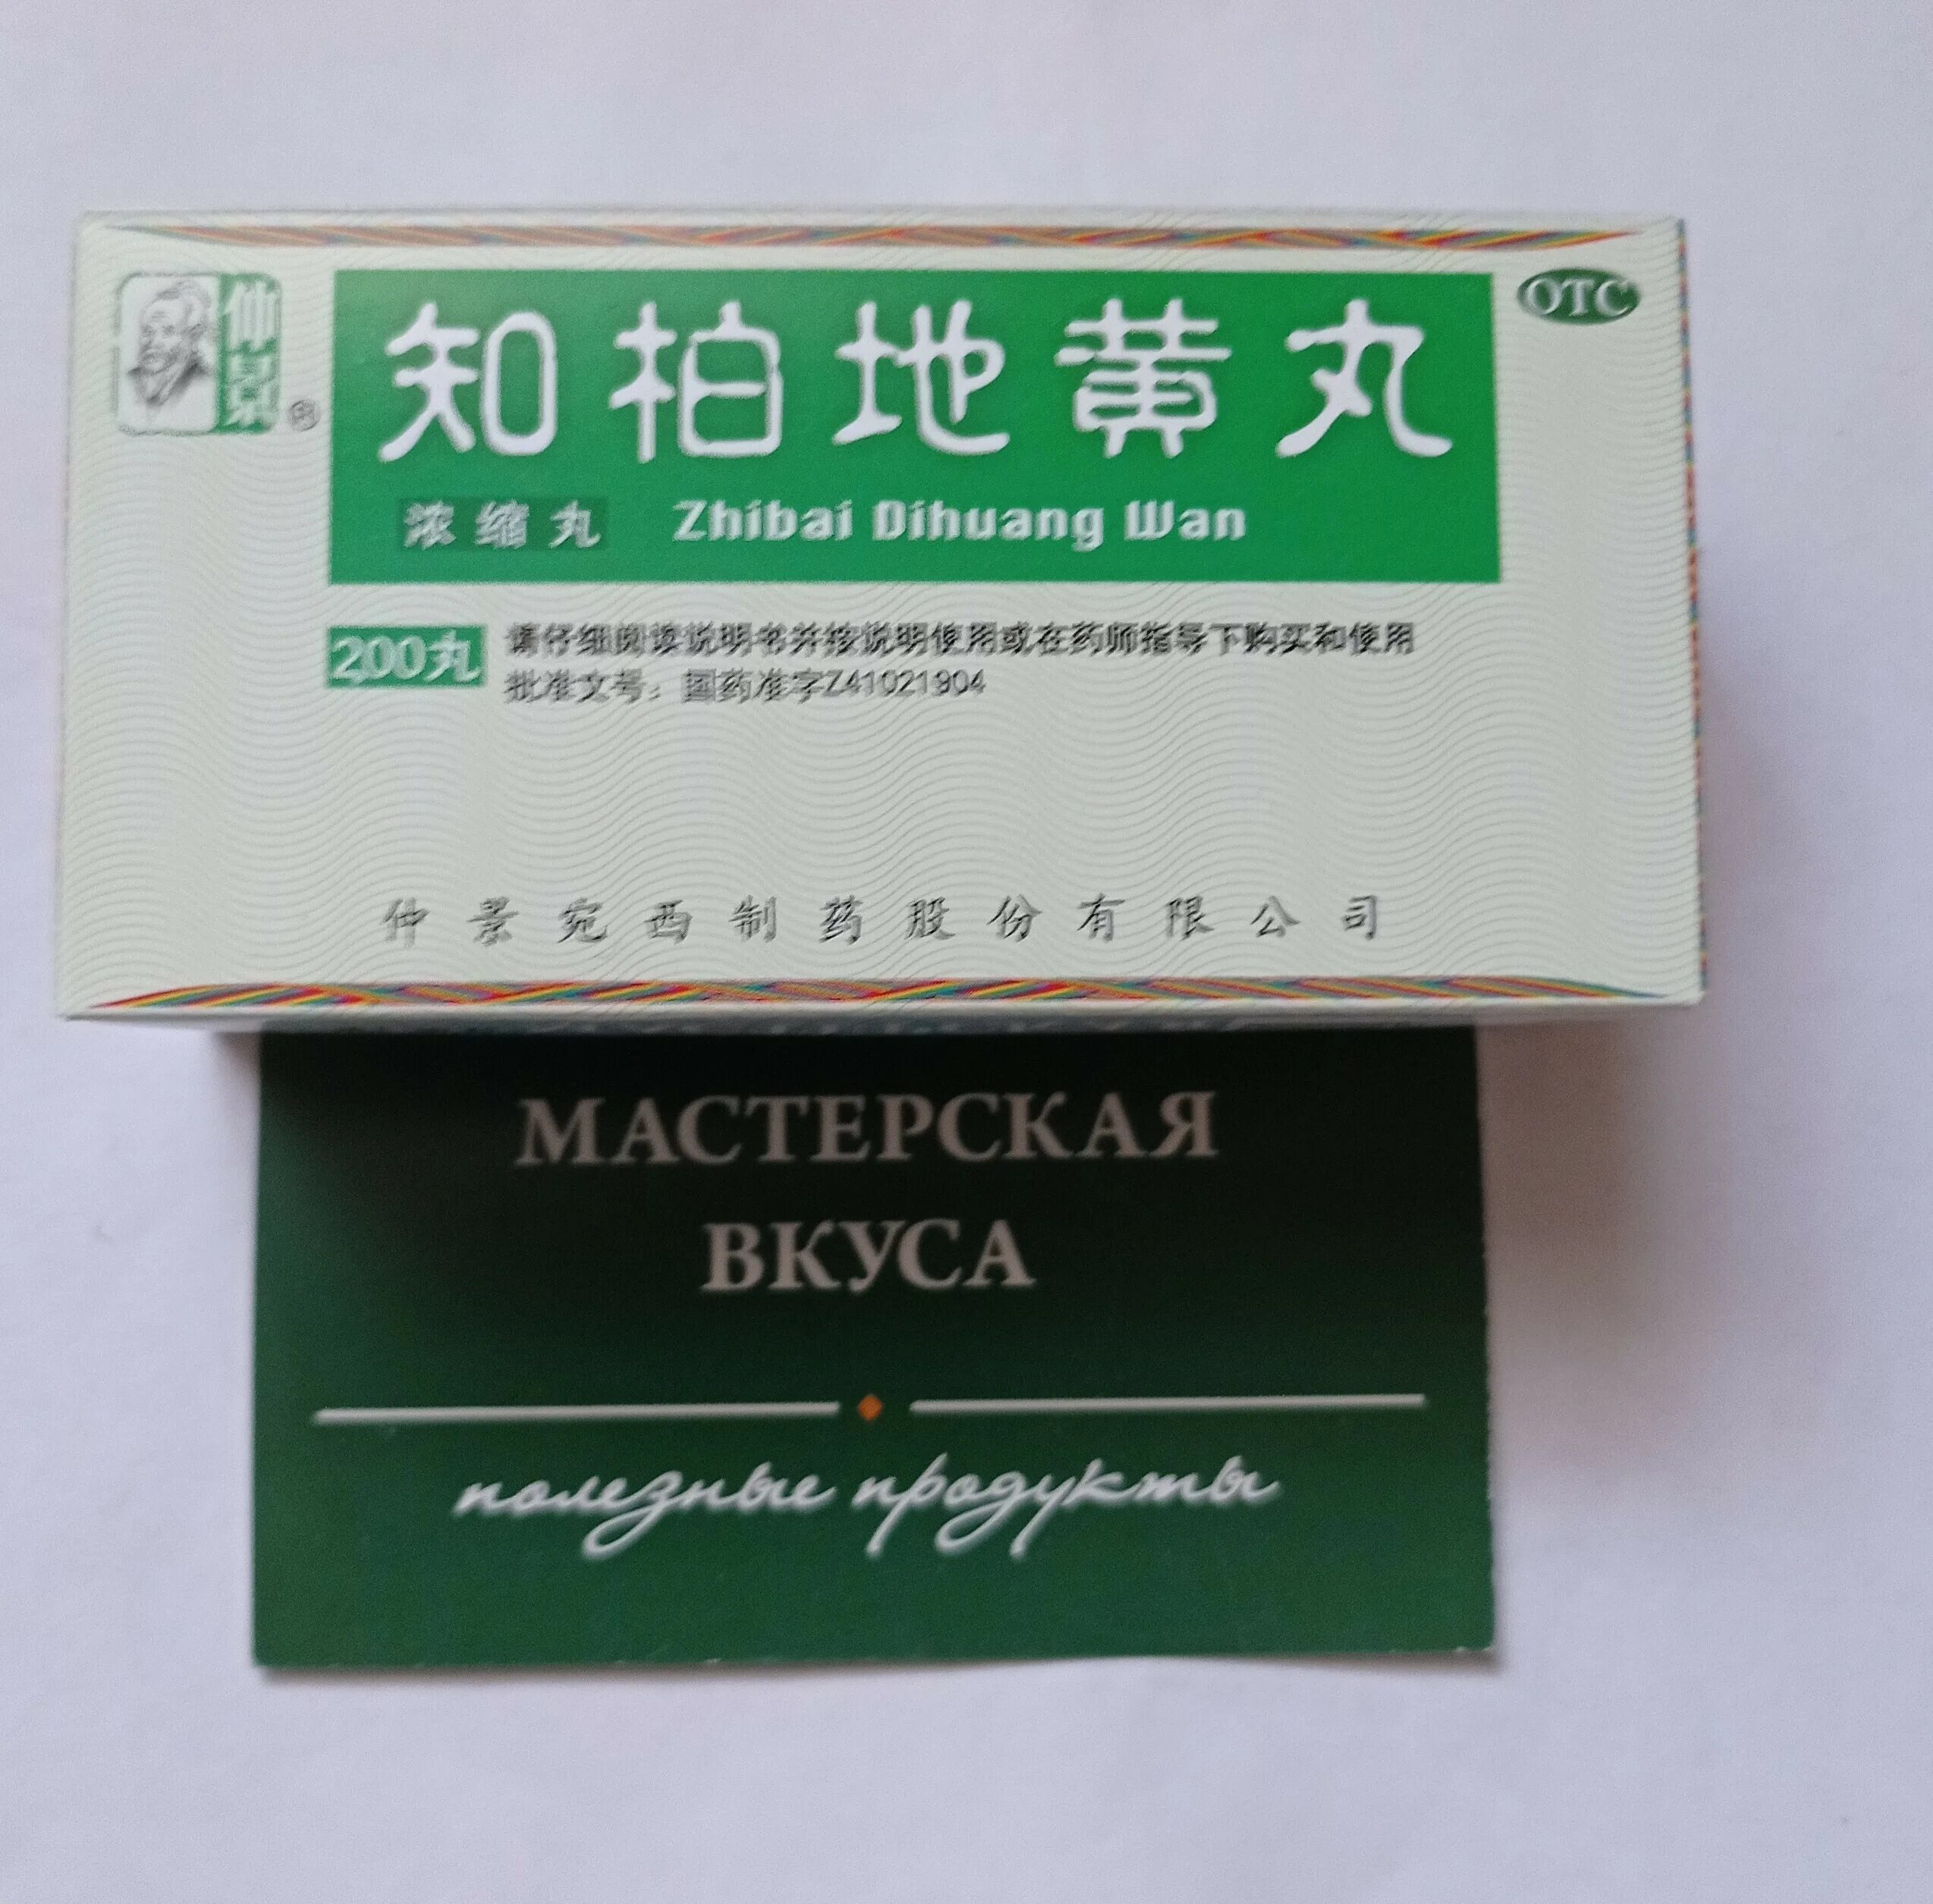 仲景
®
知柏地黄丸
OTC
浓缩丸 Zhibai Dihuang Wan
200丸
请仔细阅读说明书并按说明使用或在药师指导下购买和使用
批准文号：国药准字Z41021904
仲景宛西制药股份有限公司
МАСТЕРСКАЯ
ВКУСА
полезные продукты